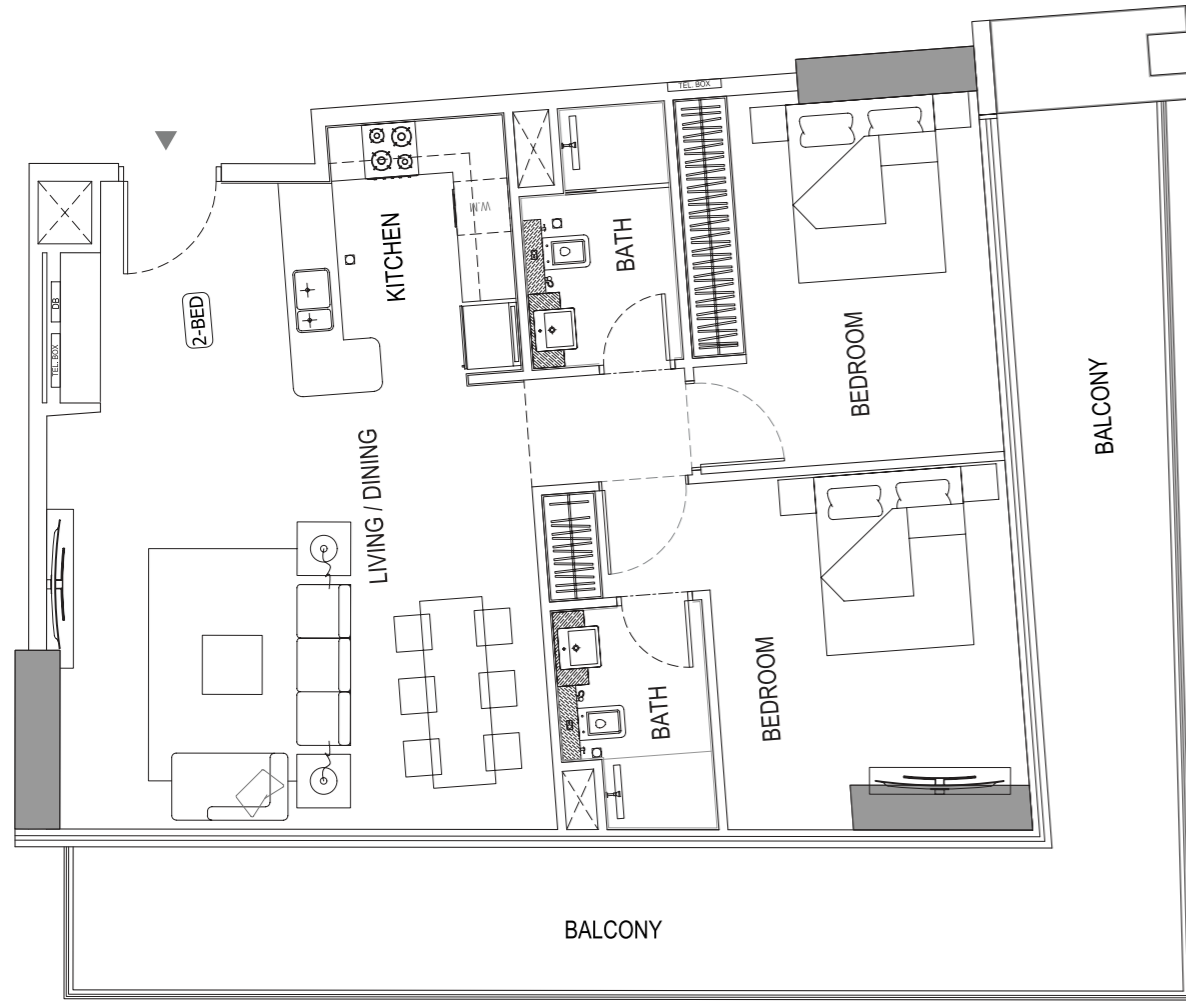 TEL. BOX
W.M
KITCHEN
BATH
DB
TEL. BOX
2-BED
BEDROOM
BALCONY
LIVING / DINING
BATH
BEDROOM
BALCONY